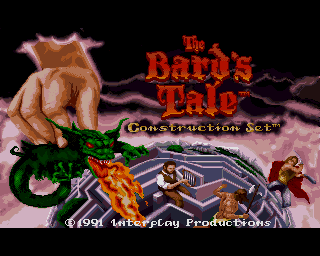 The
Bard's
Tale™
Construction Set™
©1991 Interplay Productions